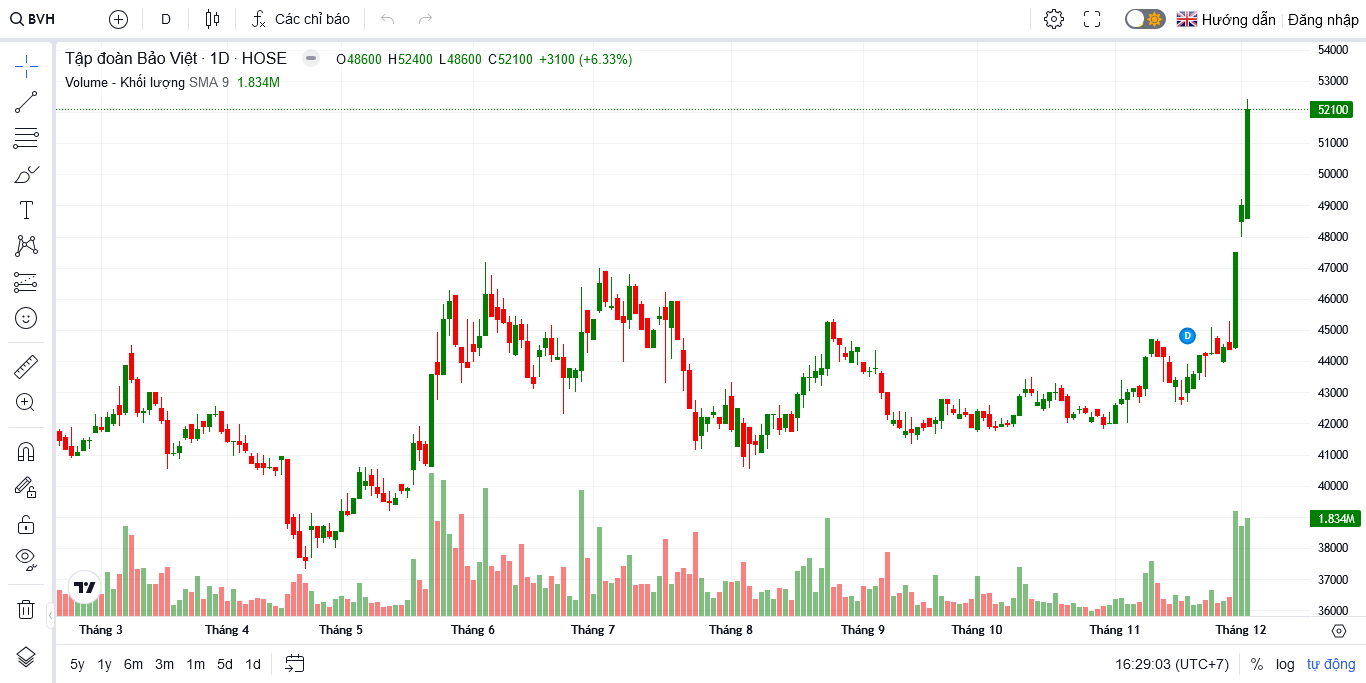 BVH D Các chỉ báo Hướng dẫn Đăng nhập
Tập đoàn Bảo Việt · 1D · HOSE O48600 H52400 L48600 C52100 +3100 (+6.33%)
Volume - Khối lượng SMA 9 1.834M
54000
53000
52100
51000
50000
49000
48000
47000
46000
45000
D
44000
43000
42000
41000
40000
1.834M
38000
37000
36000
Tháng 3 Tháng 4 Tháng 5 Tháng 6 Tháng 7 Tháng 8 Tháng 9 Tháng 10 Tháng 11 Tháng 12
5y 1y 6m 3m 1m 5d 1d 16:29:03 (UTC+7) % log tự động